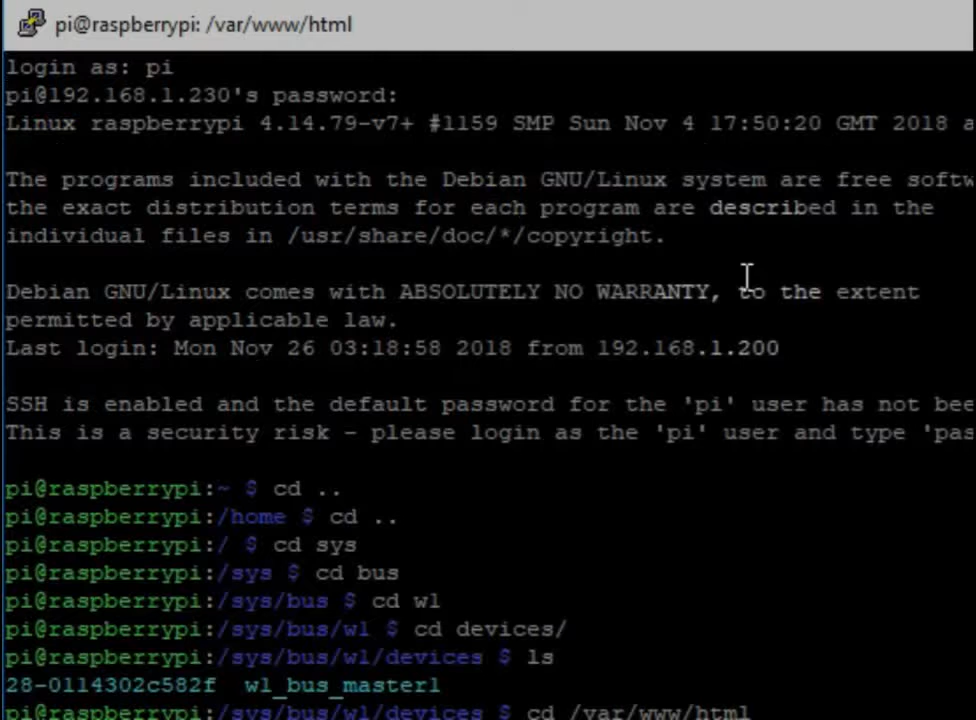 pi@raspberrypi: /var/www/html
login as: pi
pi@192.168.1.230's password:
Linux raspberrypi 4.14.79-v7+ #1159 SMP Sun Nov 4 17:50:20 GMT 2018 a
The programs included with the Debian GNU/Linux system are free softw
the exact distribution terms for each program are described in the
individual files in /usr/share/doc/*/copyright.
Debian GNU/Linux comes with ABSOLUTELY NO WARRANTY, to the extent
permitted by applicable law.
Last login: Mon Nov 26 03:18:58 2018 from 192.168.1.200
SSH is enabled and the default password for the 'pi' user has not bee
This is a security risk - please login as the 'pi' user and type 'pas
pi@raspberrypi:~ $ cd ..
pi@raspberrypi:/home $ cd ..
pi@raspberrypi:/ $ cd sys
pi@raspberrypi:/sys $ cd bus
pi@raspberrypi:/sys/bus $ cd w1
pi@raspberrypi:/sys/bus/w1 $ cd devices/
pi@raspberrypi:/sys/bus/w1/devices $ ls
28-0114302c582f  w1_bus_master1
pi@raspberrypi:/sys/bus/w1/devices $ cd /var/www/html